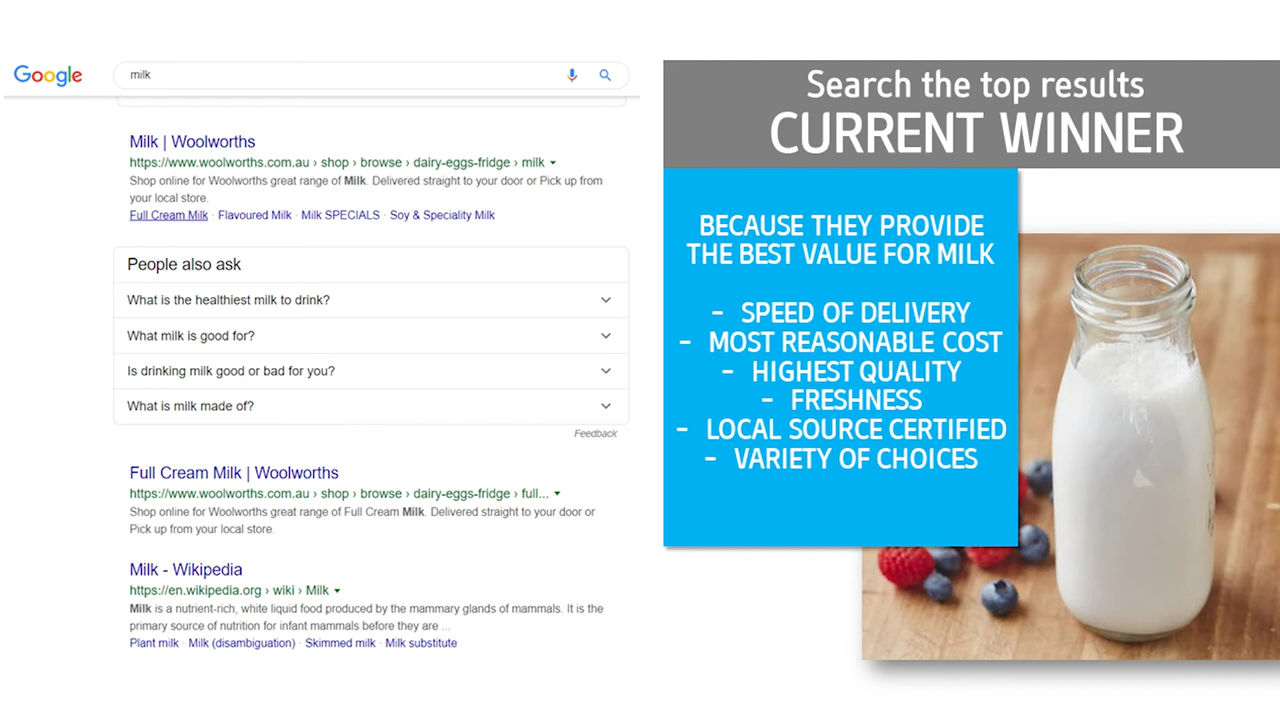 Google
milk
Milk | Woolworths
https://www.woolworths.com.au › shop › browse › dairy-eggs-fridge › milk
Shop online for Woolworths great range of Milk. Delivered straight to your door or Pick up from
your local store.
Full Cream Milk · Flavoured Milk · Milk SPECIALS · Soy & Speciality Milk
People also ask
What is the healthiest milk to drink?
What milk is good for?
Is drinking milk good or bad for you?
What is milk made of?
Feedback
Full Cream Milk | Woolworths
https://www.woolworths.com.au › shop › browse › dairy-eggs-fridge › full...
Shop online for Woolworths great range of Full Cream Milk. Delivered straight to your door or
Pick up from your local store.
Milk - Wikipedia
https://en.wikipedia.org › wiki › Milk
Milk is a nutrient-rich, white liquid food produced by the mammary glands of mammals. It is the
primary source of nutrition for infant mammals before they are ...
Plant milk · Milk (disambiguation) · Skimmed milk · Milk substitute
Search the top results
CURRENT WINNER
BECAUSE THEY PROVIDE
THE BEST VALUE FOR MILK
- SPEED OF DELIVERY
- MOST REASONABLE COST
- HIGHEST QUALITY
- FRESHNESS
- LOCAL SOURCE CERTIFIED
- VARIETY OF CHOICES